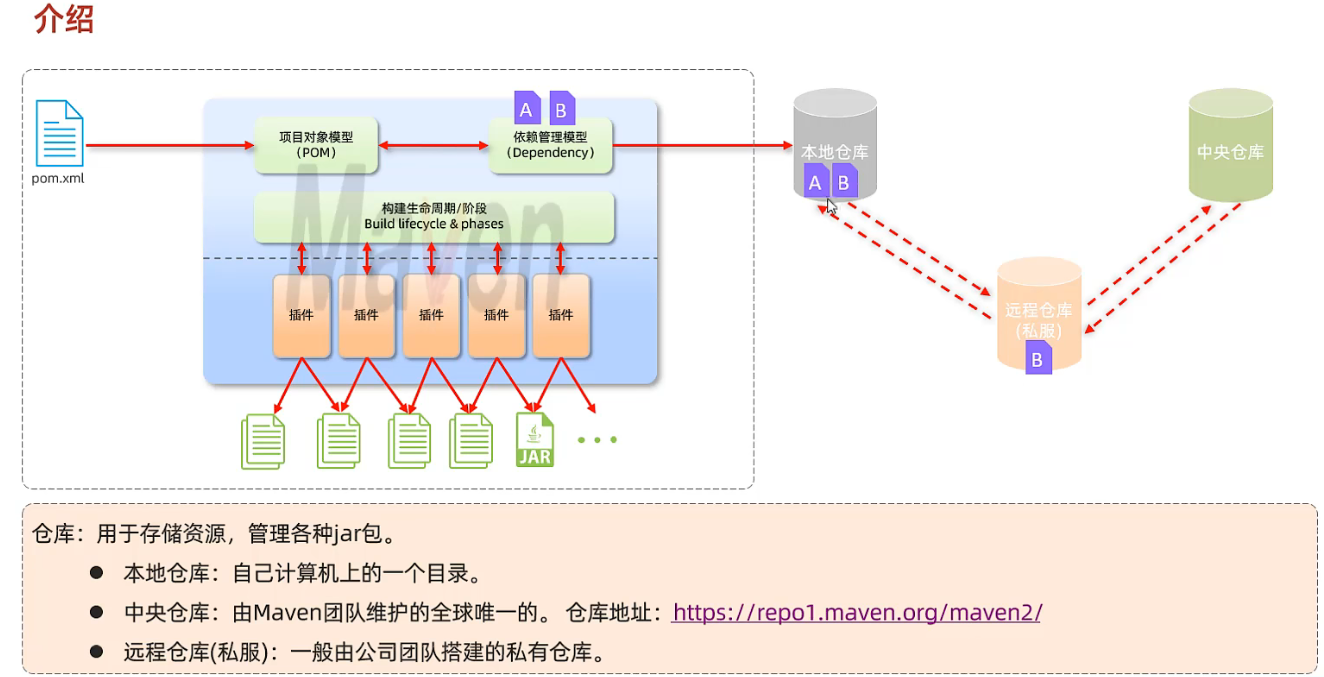 介绍
pom.xml
项目对象模型
(POM)
A B
依赖管理模型
(Dependency)
构建生命周期/阶段
Build lifecycle & phases
Maven
插件 插件 插件 插件 插件
JAR
本地仓库
A B
中央仓库
远程仓库
(私服)
B
仓库：用于存储资源，管理各种jar包。
● 本地仓库：自己计算机上的一个目录。
● 中央仓库：由Maven团队维护的全球唯一的。 仓库地址：https://repo1.maven.org/maven2/
● 远程仓库(私服)：一般由公司团队搭建的私有仓库。